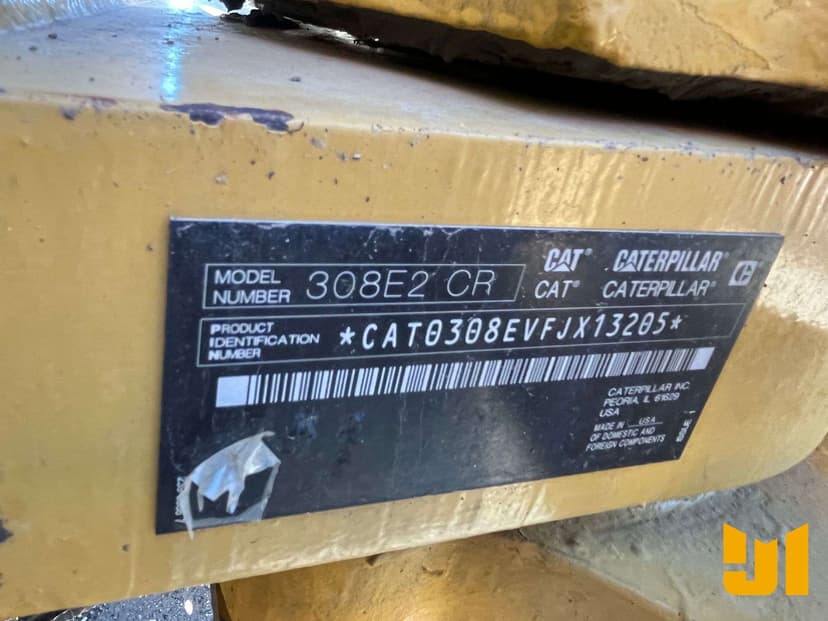 CAT® CATERPILLAR® C
MODEL NUMBER 308E2 CR CAT® CATERPILLAR®
PRODUCT
IDENTIFICATION
NUMBER
*CAT0308EVFJX13205*
CATERPILLAR INC.
PEORIA, IL 61629
USA
MADE IN USA
OF DOMESTIC AND
FOREIGN COMPONENTS